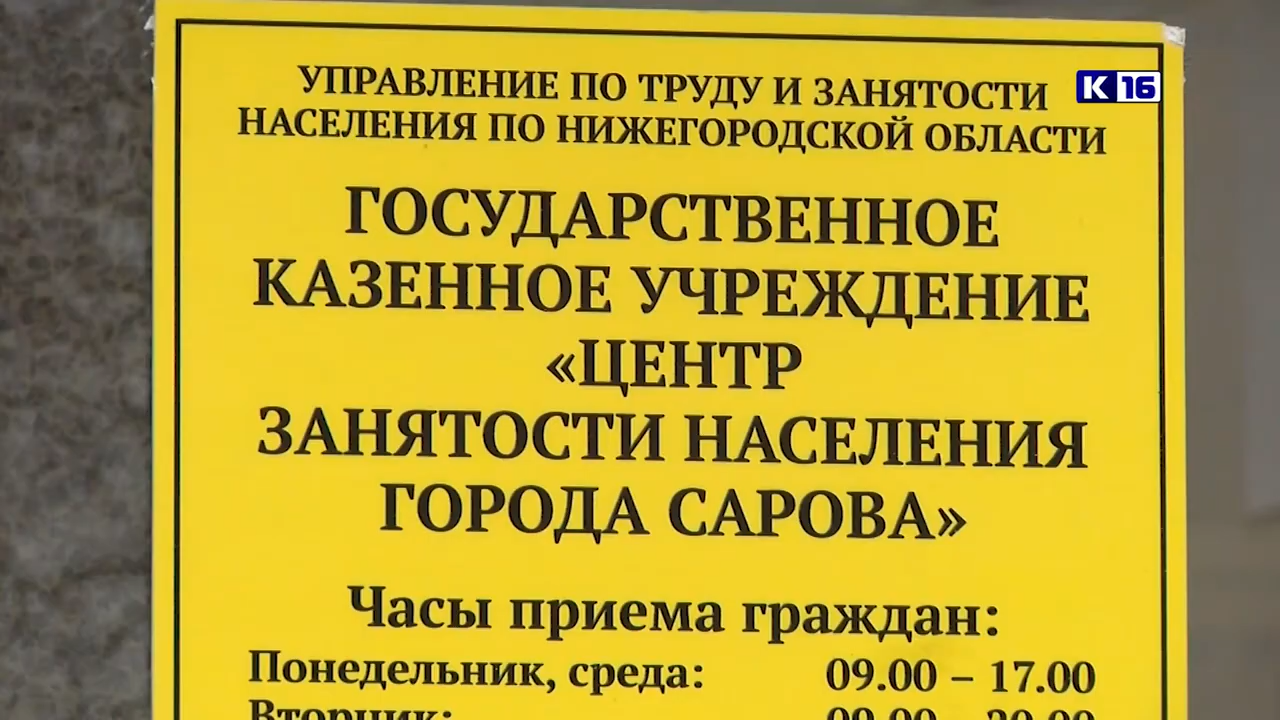 УПРАВЛЕНИЕ ПО ТРУДУ И ЗАНЯТОСТИ
НАСЕЛЕНИЯ ПО НИЖЕГОРОДСКОЙ ОБЛАСТИ
К 16
ГОСУДАРСТВЕННОЕ
КАЗЕННОЕ УЧРЕЖДЕНИЕ
«ЦЕНТР
ЗАНЯТОСТИ НАСЕЛЕНИЯ
ГОРОДА САРОВА»
Часы приема граждан:
Понедельник, среда: 09.00 – 17.00
Вторник: